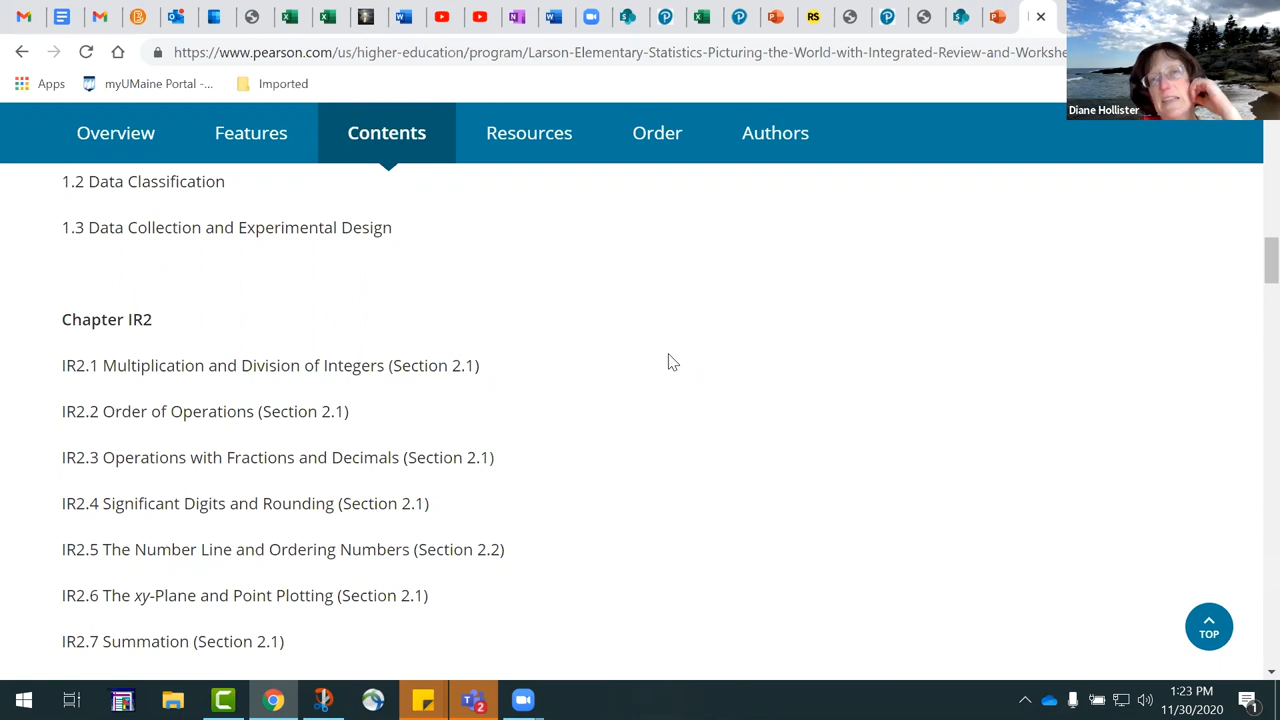 RS
https://www.pearson.com/us/higher-education/program/Larson-Elementary-Statistics-Picturing-the-World-with-Integrated-Review-and-Workshe
Apps
myUMaine Portal -...
Imported
Diane Hollister
Overview
Features
Contents
Resources
Order
Authors
1.2 Data Classification
1.3 Data Collection and Experimental Design
Chapter IR2
IR2.1 Multiplication and Division of Integers (Section 2.1)
IR2.2 Order of Operations (Section 2.1)
IR2.3 Operations with Fractions and Decimals (Section 2.1)
IR2.4 Significant Digits and Rounding (Section 2.1)
IR2.5 The Number Line and Ordering Numbers (Section 2.2)
IR2.6 The xy-Plane and Point Plotting (Section 2.1)
IR2.7 Summation (Section 2.1)
TOP
2
1:23 PM
11/30/2020
1